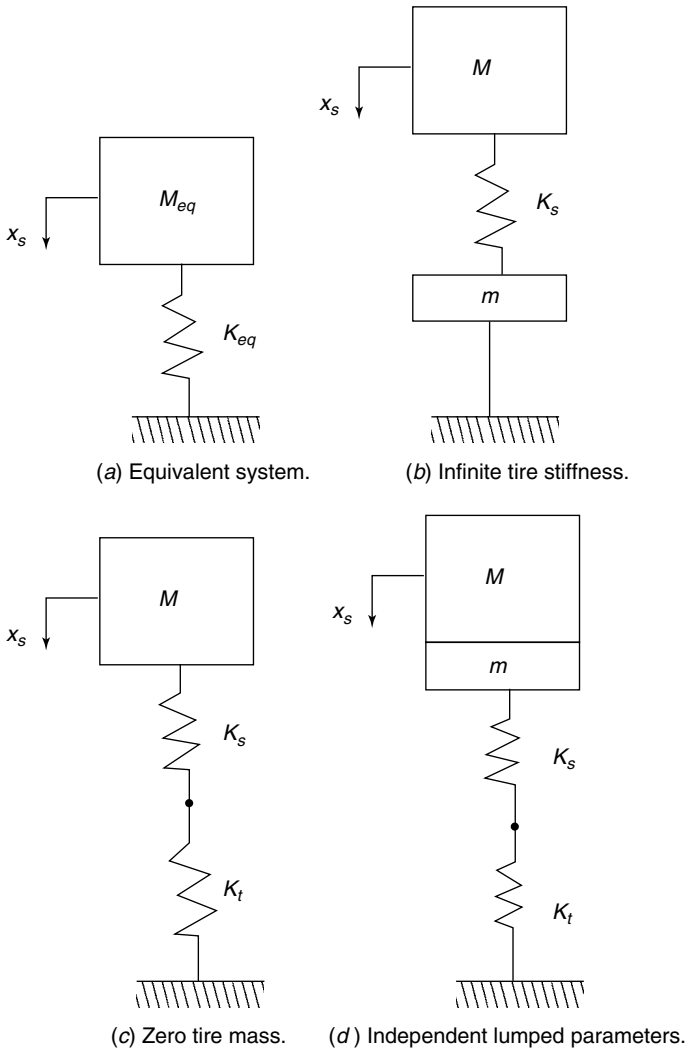 M
x_s
K_s
m
M_eq
x_s
K_eq
(a) Equivalent system.
(b) Infinite tire stiffness.
M
x_s
K_s
K_t
M
m
x_s
K_s
K_t
(c) Zero tire mass.
(d) Independent lumped parameters.